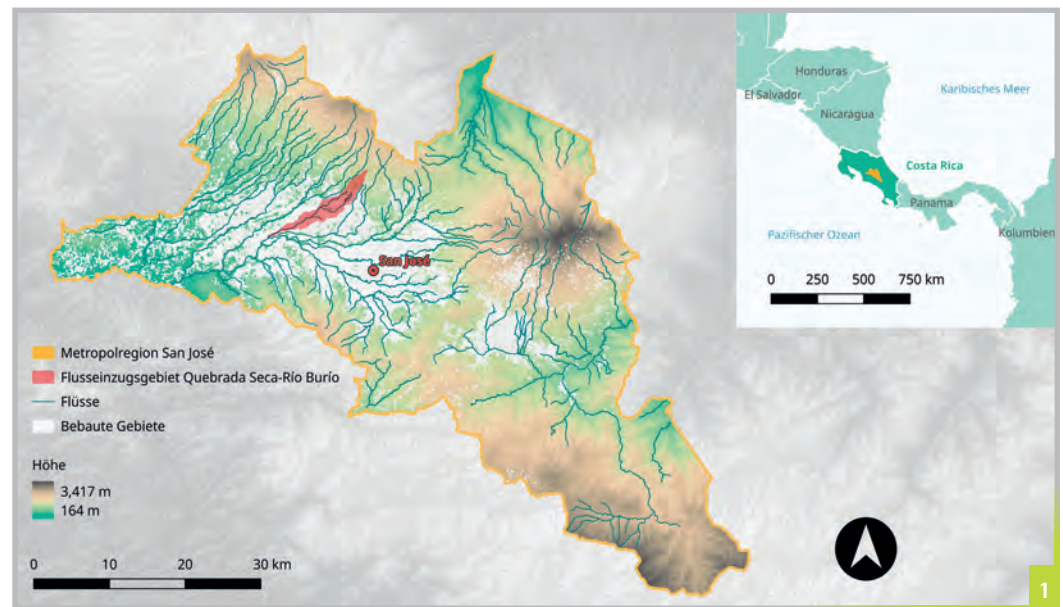 Honduras
El Salvador
Karibisches Meer
Nicaragua
Costa Rica
Panama
Pazifischer Ozean
Kolumbien
0 250 500 750 km
San José
Metropolregion San José
Flusseinzugsgebiet Quebrada Seca-Río Burío
Flüsse
Bebaute Gebiete
Höhe
3,417 m
164 m
0 10 20 30 km
1